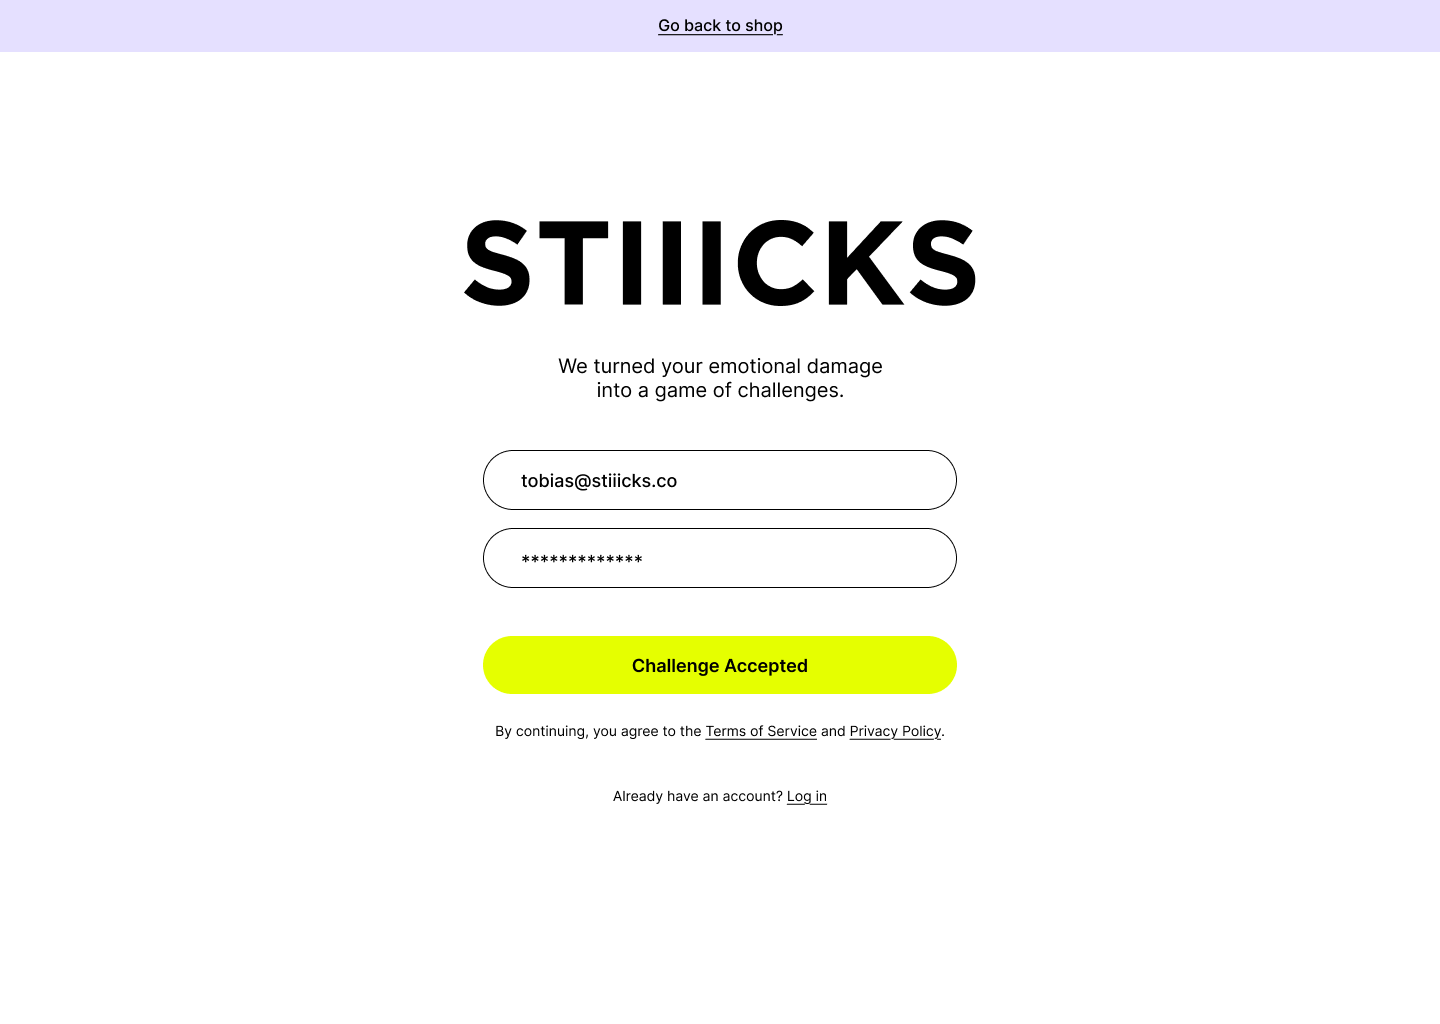 Go back to shop
STIIICKS
We turned your emotional damage
into a game of challenges.
tobias@stiiicks.co
*************
Challenge Accepted
By continuing, you agree to the Terms of Service and Privacy Policy.
Already have an account? Log in